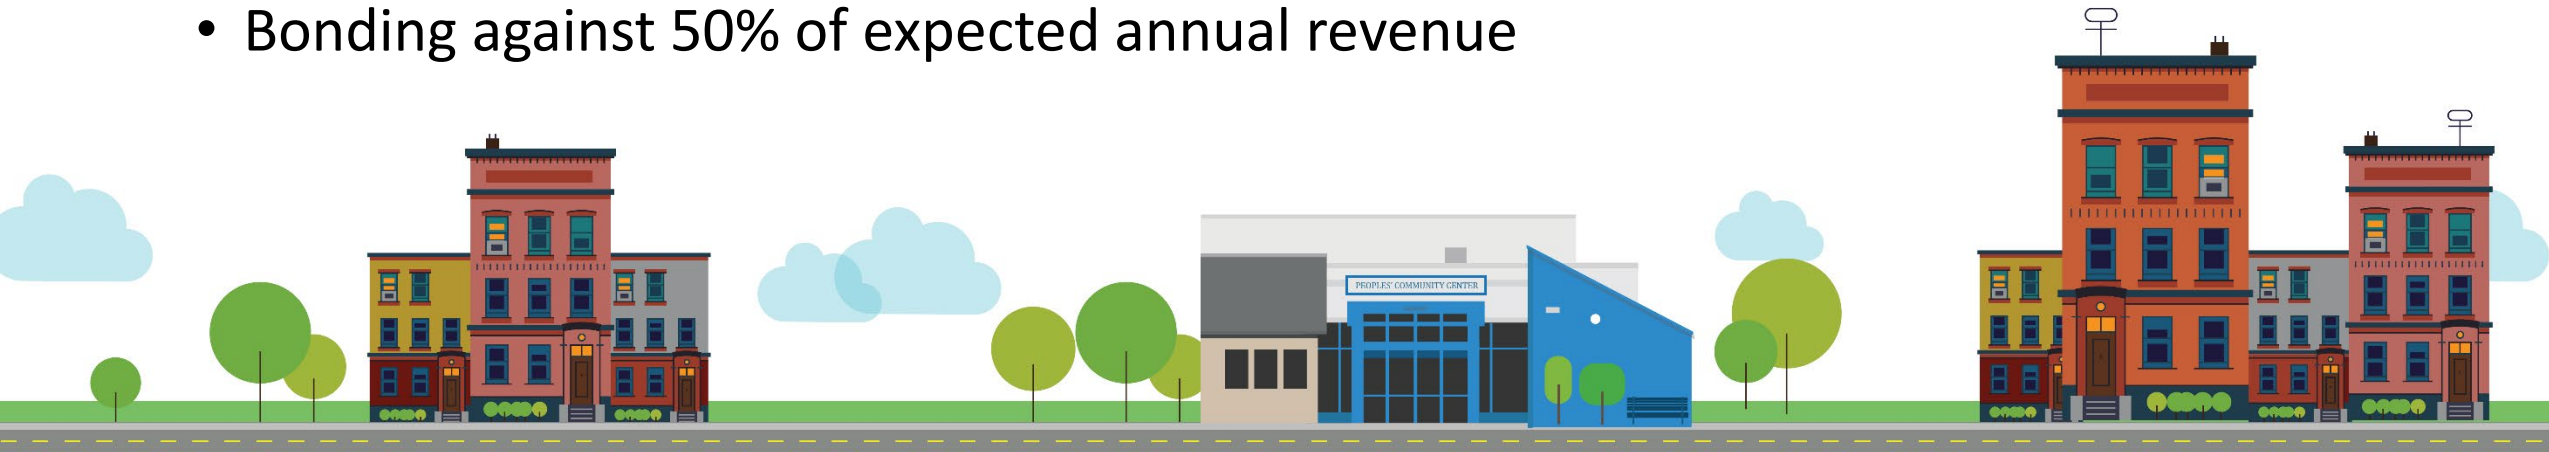 • Bonding against 50% of expected annual revenue
PEOPLES' COMMUNITY CENTER